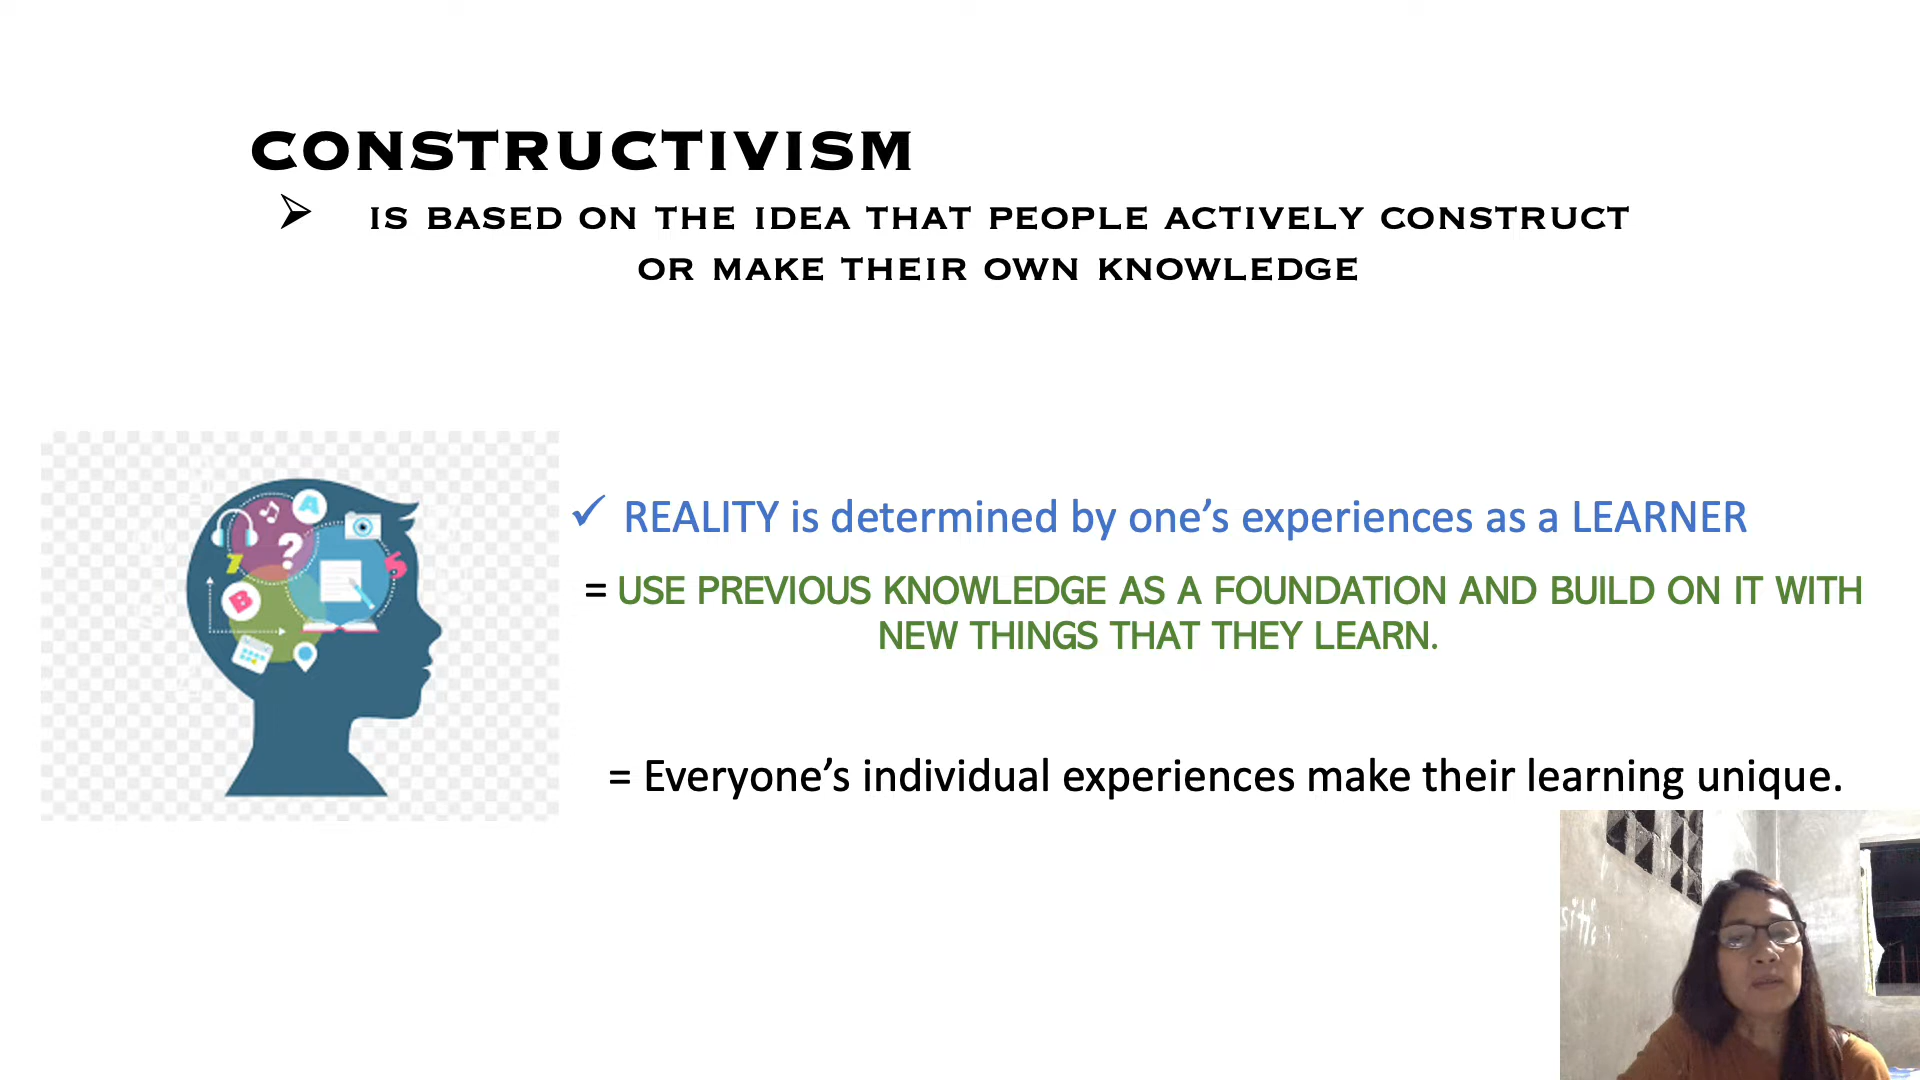 CONSTRUCTIVISM
➢ IS BASED ON THE IDEA THAT PEOPLE ACTIVELY CONSTRUCT
OR MAKE THEIR OWN KNOWLEDGE
A
?
7
6
B
✓ REALITY is determined by one’s experiences as a LEARNER
= USE PREVIOUS KNOWLEDGE AS A FOUNDATION AND BUILD ON IT WITH
NEW THINGS THAT THEY LEARN.
= Everyone’s individual experiences make their learning unique.